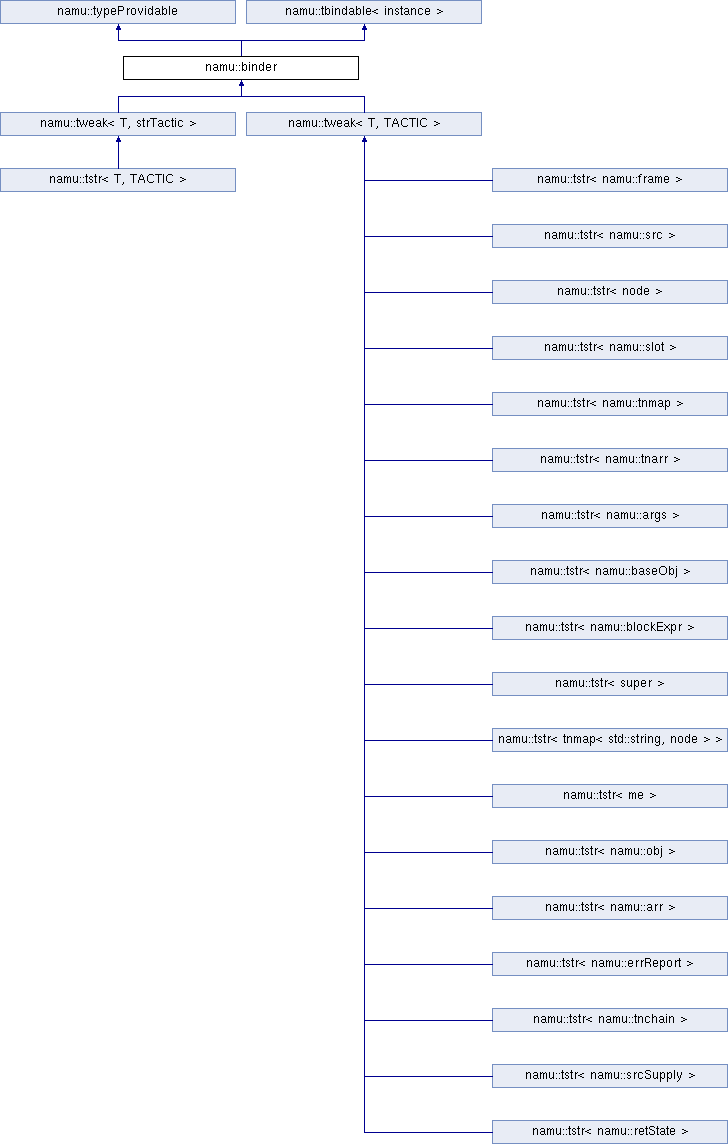 namu::typeProvidable
namu::tbindable< instance >
namu::binder
namu::tweak< T, strTactic >
namu::tweak< T, TACTIC >
namu::tstr< T, TACTIC >
namu::tstr< namu::frame >
namu::tstr< namu::src >
namu::tstr< node >
namu::tstr< namu::slot >
namu::tstr< namu::tnmap >
namu::tstr< namu::tnarr >
namu::tstr< namu::args >
namu::tstr< namu::baseObj >
namu::tstr< namu::blockExpr >
namu::tstr< super >
namu::tstr< tnmap< std::string, node > >
namu::tstr< me >
namu::tstr< namu::obj >
namu::tstr< namu::arr >
namu::tstr< namu::errReport >
namu::tstr< namu::tnchain >
namu::tstr< namu::srcSupply >
namu::tstr< namu::retState >